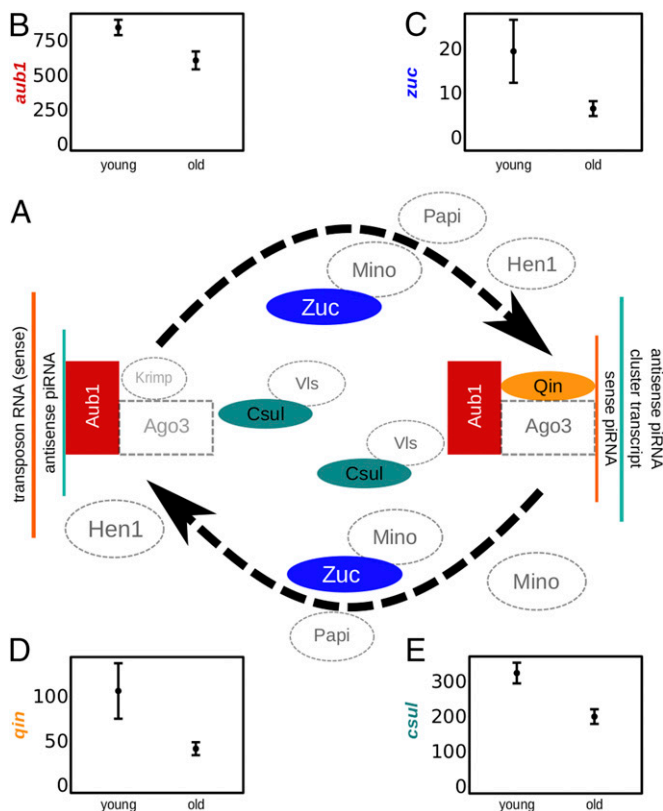 B
aub1
750
500
250
0
young old
C
zuc
20
10
0
young old
A
Papi
Mino
Hen1
Zuc
transposon RNA (sense)
antisense piRNA
Aub1
Krimp
Ago3
Vls
Csul
Vls
Csul
Aub1
Qin
Ago3
sense piRNA
cluster transcript
antisense piRNA
Hen1
Mino
Zuc
Mino
Papi
D
qin
100
50
0
young old
E
csul
300
200
100
0
young old